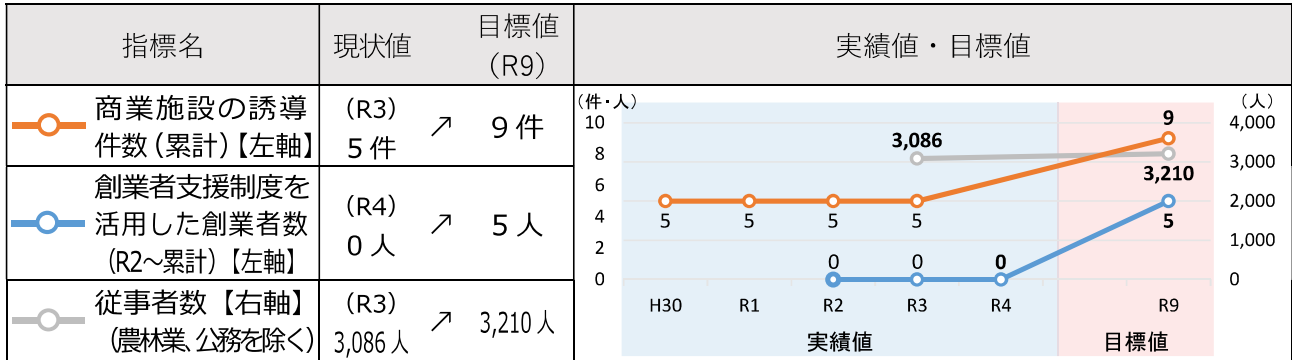 指標名
現状値
目標値
(R9)
実績値・目標値
商業施設の誘導
件数(累計)【左軸】
(R3)
5件
↗
9件
創業者支援制度を
活用した創業者数
(R2~累計)【左軸】
(R4)
0人
↗
5人
従事者数【右軸】
(農林業、公務を除く)
(R3)
3,086人
↗
3,210人
(件・人)
(人)
10
8
6
4
2
0
4,000
3,000
2,000
1,000
0
3,086
9
3,210
5
5
5
5
5
0
0
0
H30
R1
R2
R3
R4
R9
実績値
目標値